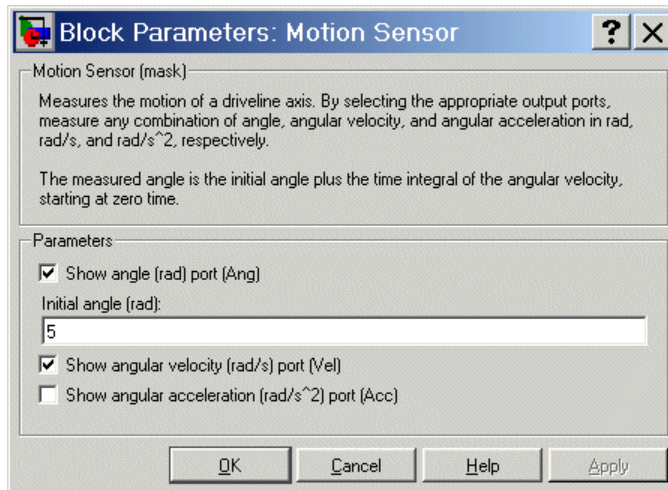 Block Parameters: Motion Sensor
Motion Sensor (mask)
Measures the motion of a driveline axis. By selecting the appropriate output ports,
measure any combination of angle, angular velocity, and angular acceleration in rad,
rad/s, and rad/s^2, respectively.
The measured angle is the initial angle plus the time integral of the angular velocity,
starting at zero time.
Parameters
Show angle (rad) port (Ang)
Initial angle (rad):
5
Show angular velocity (rad/s) port (Vel)
Show angular acceleration (rad/s^2) port (Acc)
OK Cancel Help Apply